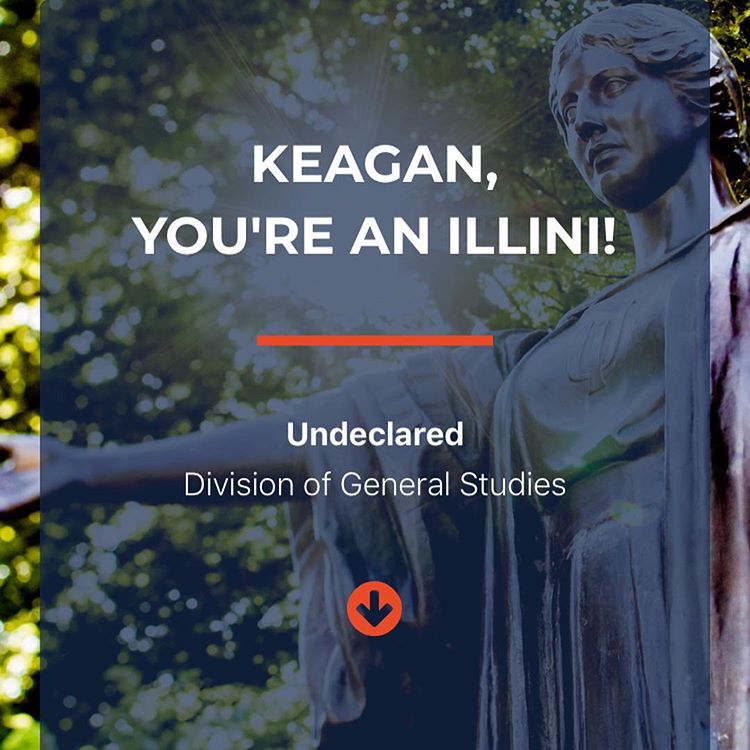 KEAGAN,
YOU'RE AN ILLINI!
Undeclared
Division of General Studies